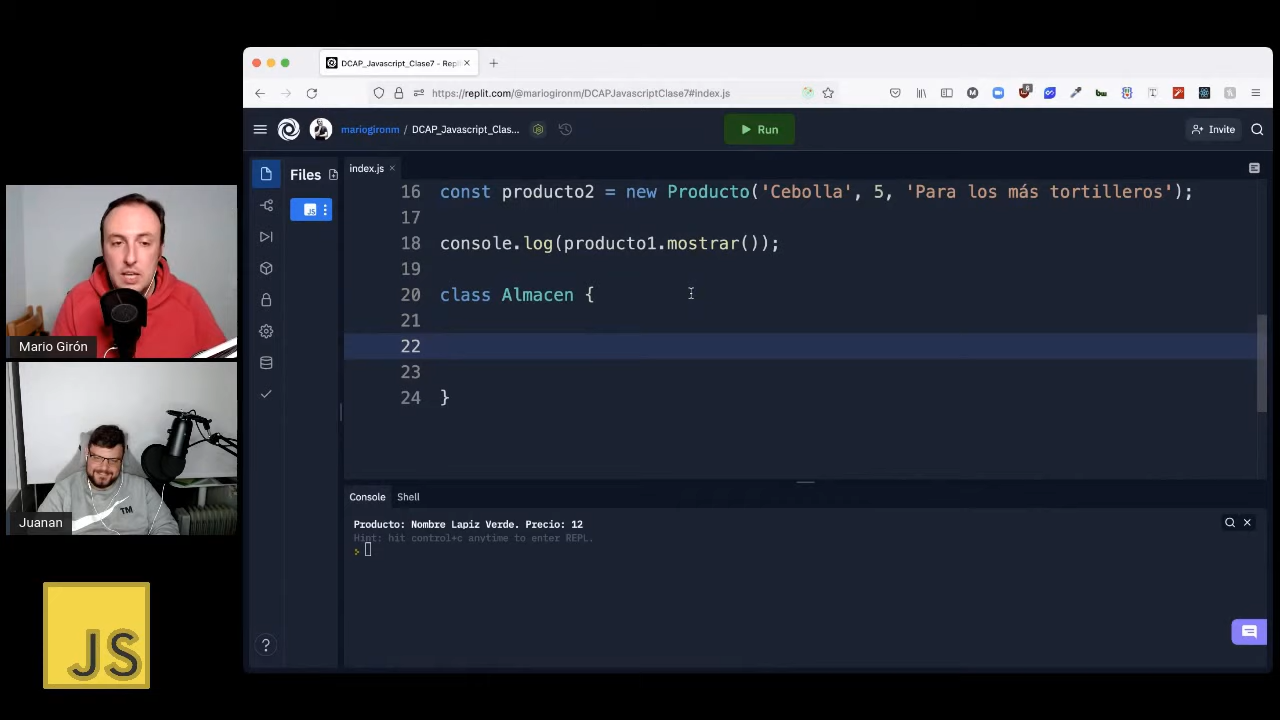 DCAP_Javascript_Clase7 - Repli
https://replit.com/@mariogironm/DCAPJavascriptClase7#index.js
mariogironm / DCAP_Javascript_Clas...
Run
Invite
Files
index.js
JS
16 const producto2 = new Producto('Cebolla', 5, 'Para los más tortilleros');
17
18 console.log(producto1.mostrar());
19
20 class Almacen {
21
22
23
24 }
Console Shell
Producto: Nombre Lapiz Verde. Precio: 12
Hint: hit control+c anytime to enter REPL.
>
Mario Girón
TM
Juanan
JS